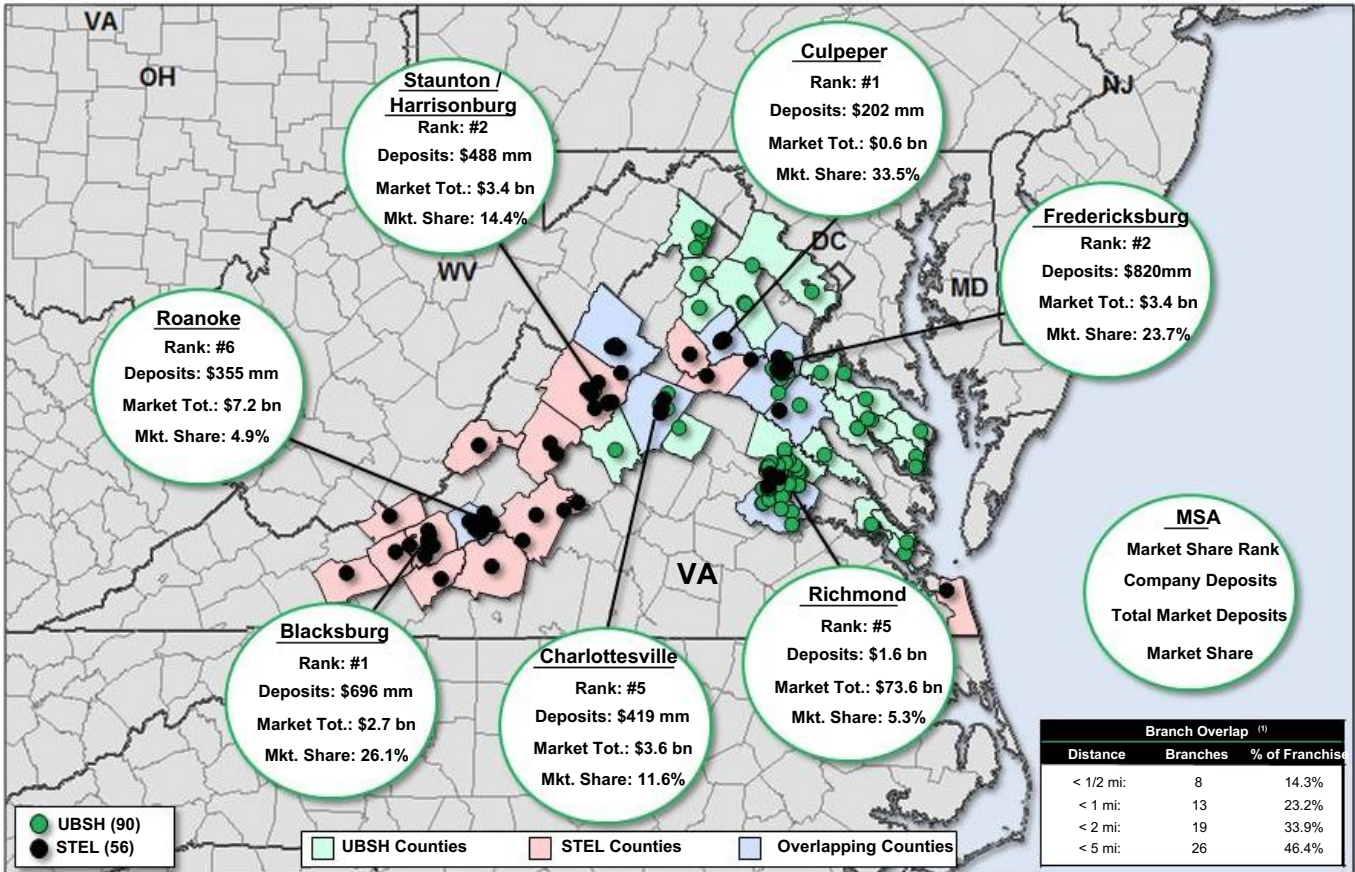 VA
OH
WV
DC
MD
NJ
VA
Staunton /
Harrisonburg
Rank: #2
Deposits: $488 mm
Market Tot.: $3.4 bn
Mkt. Share: 14.4%
Culpeper
Rank: #1
Deposits: $202 mm
Market Tot.: $0.6 bn
Mkt. Share: 33.5%
Fredericksburg
Rank: #2
Deposits: $820mm
Market Tot.: $3.4 bn
Mkt. Share: 23.7%
Roanoke
Rank: #6
Deposits: $355 mm
Market Tot.: $7.2 bn
Mkt. Share: 4.9%
Blacksburg
Rank: #1
Deposits: $696 mm
Market Tot.: $2.7 bn
Mkt. Share: 26.1%
Charlottesville
Rank: #5
Deposits: $419 mm
Market Tot.: $3.6 bn
Mkt. Share: 11.6%
Richmond
Rank: #5
Deposits: $1.6 bn
Market Tot.: $73.6 bn
Mkt. Share: 5.3%
MSA
Market Share Rank
Company Deposits
Total Market Deposits
Market Share
Branch Overlap (1)
Distance Branches % of Franchise
< 1/2 mi: 8 14.3%
< 1 mi: 13 23.2%
< 2 mi: 19 33.9%
< 5 mi: 26 46.4%
UBSH (90)
STEL (56)
UBSH Counties STEL Counties Overlapping Counties